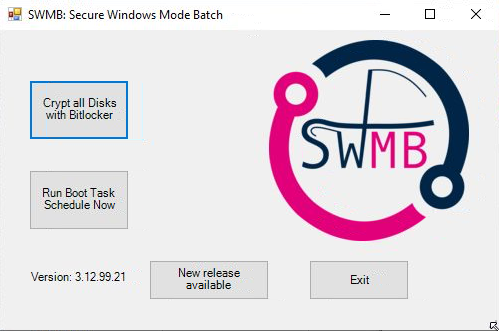 SWMB: Secure Windows Mode Batch
Crypt all Disks
with Bitlocker
SWMB
Run Boot Task
Schedule Now
Version: 3.12.99.21
New release
available
Exit